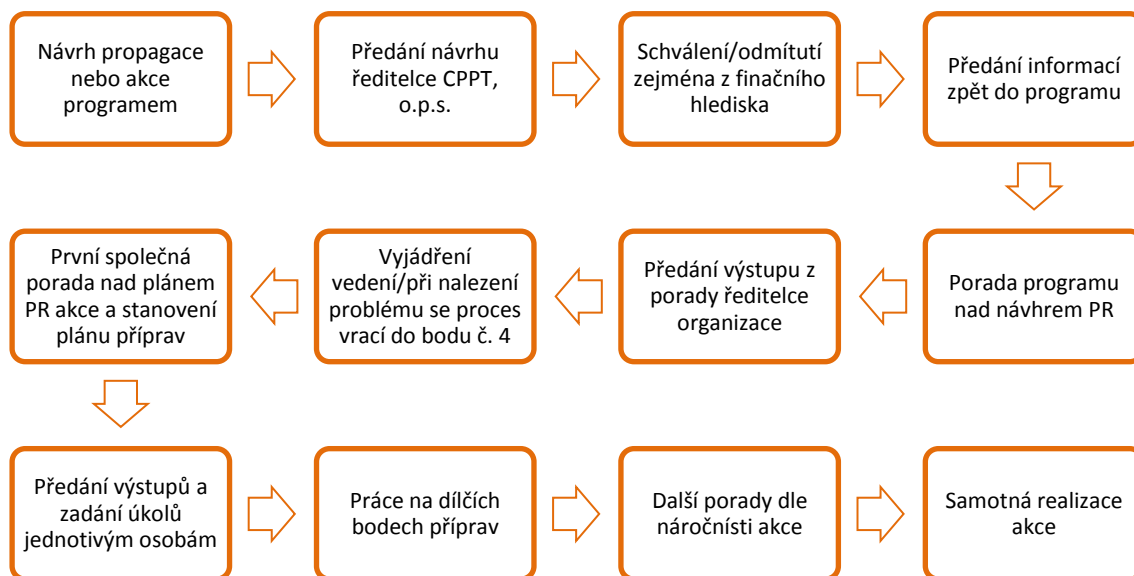 Návrh propagace
nebo akce
programem
Předání návrhu
ředitelce CPPT,
o.p.s.
Schválení/odmítutí
zejména z finačního
hlediska
Předání informací
zpět do programu
Porada programu
nad návhrem PR
Předání výstupu z
porady ředitelce
organizace
Vyjádření
vedení/při nalezení
problému se proces
vrací do bodu č. 4
První společná
porada nad plánem
PR akce a stanovení
plánu příprav
Předání výstupů a
zadání úkolů
jednotivým osobám
Práce na dílčích
bodech příprav
Další porady dle
náročnísti akce
Samotná realizace
akce